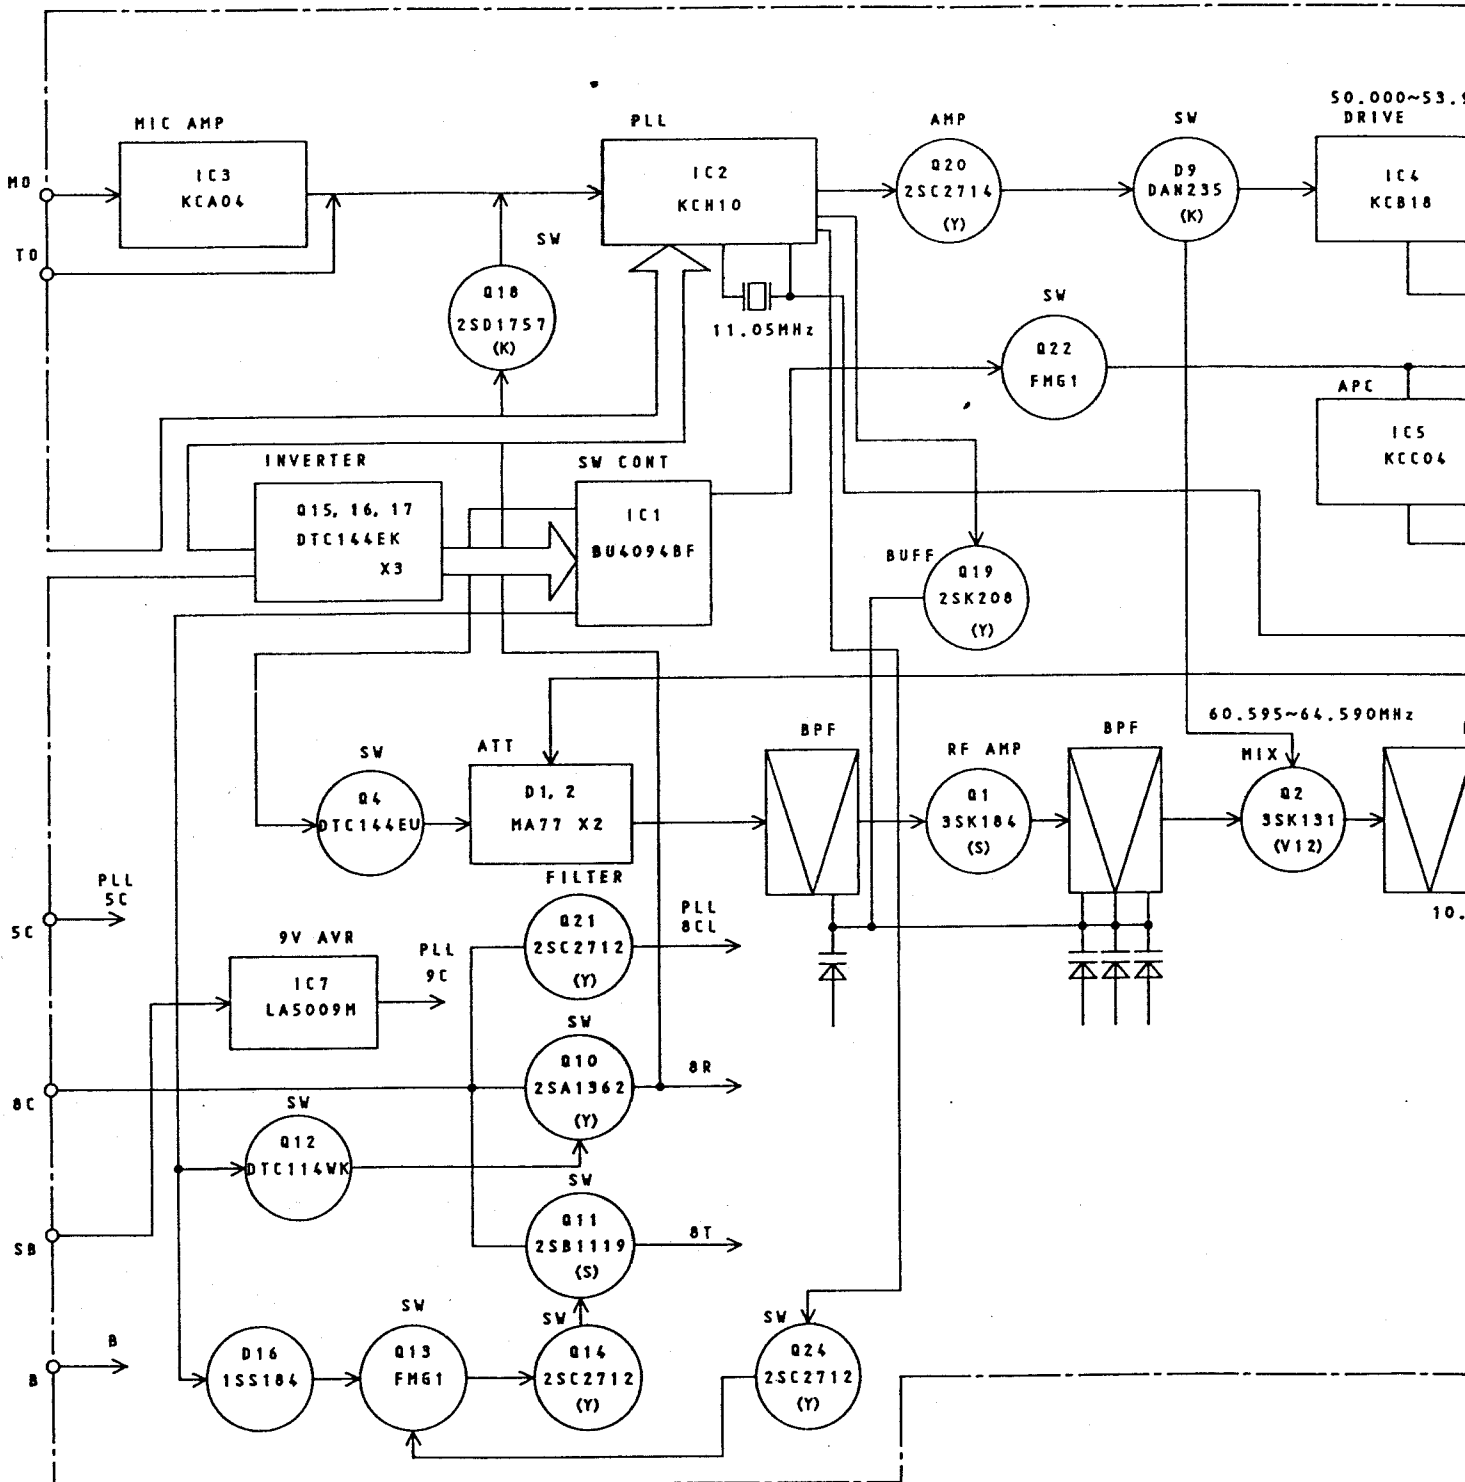 50.000~53.9
DRIVE
MIC AMP
PLL
AMP
SW
MO
IC3
KCA04
IC2
KCH10
Q20
2SC2714
(Y)
D9
DAN235
(K)
IC4
KCB18
TO
SW
Q18
2SD1757
(K)
11.05MHz
SW
Q22
FMG1
APC
IC5
KCC04
INVERTER
SW CONT
Q15, 16, 17
DTC144EK
X3
IC1
BU4094BF
BUFF
Q19
2SK208
(Y)
60.595~64.590MHz
SW
ATT
BPF
RF AMP
BPF
MIX
Q4
DTC144EU
D1, 2
MA77 X2
Q1
3SK184
(S)
Q2
3SK131
(V12)
PLL
5C
5C
FILTER
Q21
2SC2712
(Y)
PLL
8CL
10.
9V AVR
IC7
LA5009M
PLL
9C
SW
Q10
2SA1362
(Y)
8R
8C
SW
Q12
DTC114WK
SW
Q11
2SB1119
(S)
8T
SB
B
B
D16
1SS184
SW
Q13
FMG1
SW
Q14
2SC2712
(Y)
SW
Q24
2SC2712
(Y)